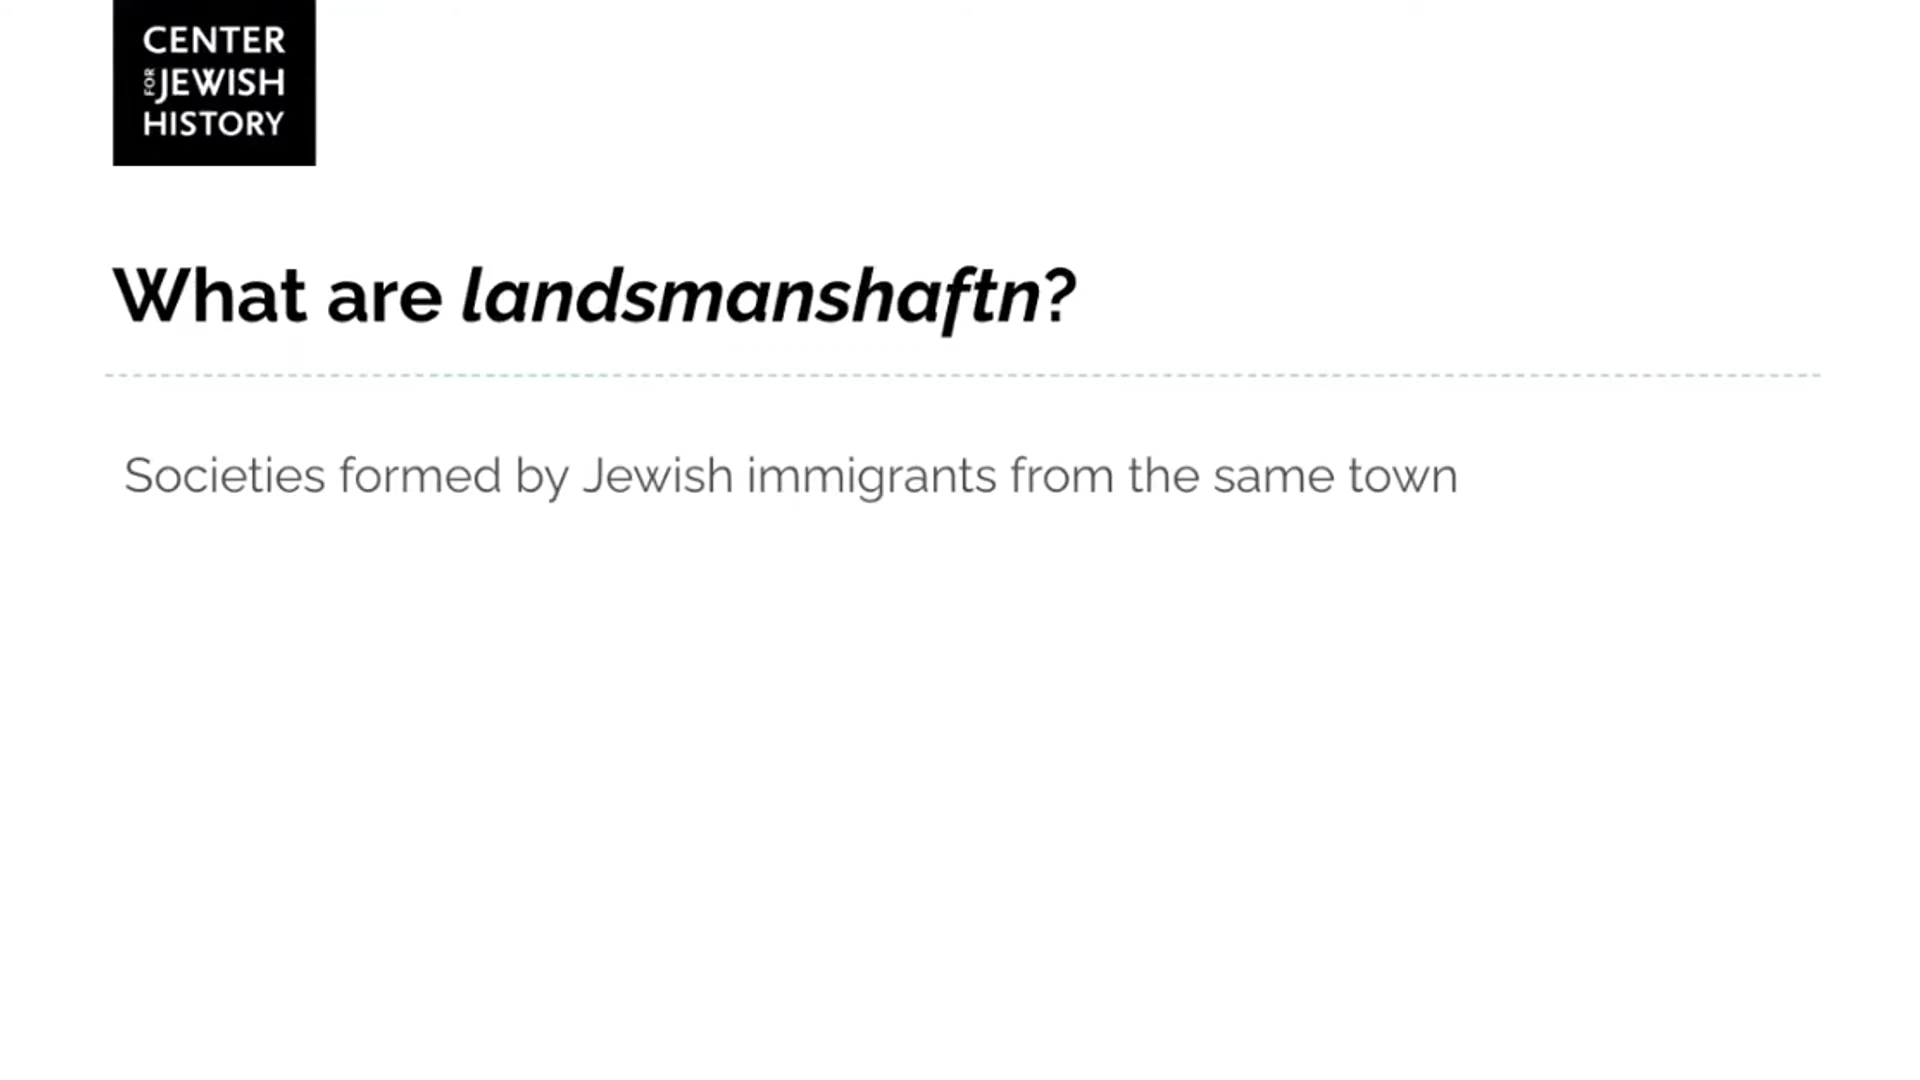 CENTER
FOR JEWISH
HISTORY
What are landsmanshaftn?
Societies formed by Jewish immigrants from the same town